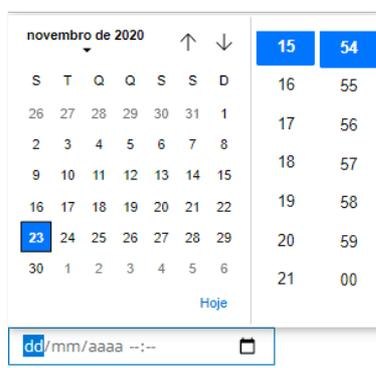 novembro de 2020
S T Q Q S S D
26 27 28 29 30 31 1
2 3 4 5 6 7 8
9 10 11 12 13 14 15
16 17 18 19 20 21 22
23 24 25 26 27 28 29
30 1 2 3 4 5 6
Hoje
15 54
16 55
17 56
18 57
19 58
20 59
21 00
dd/mm/aaaa --:--